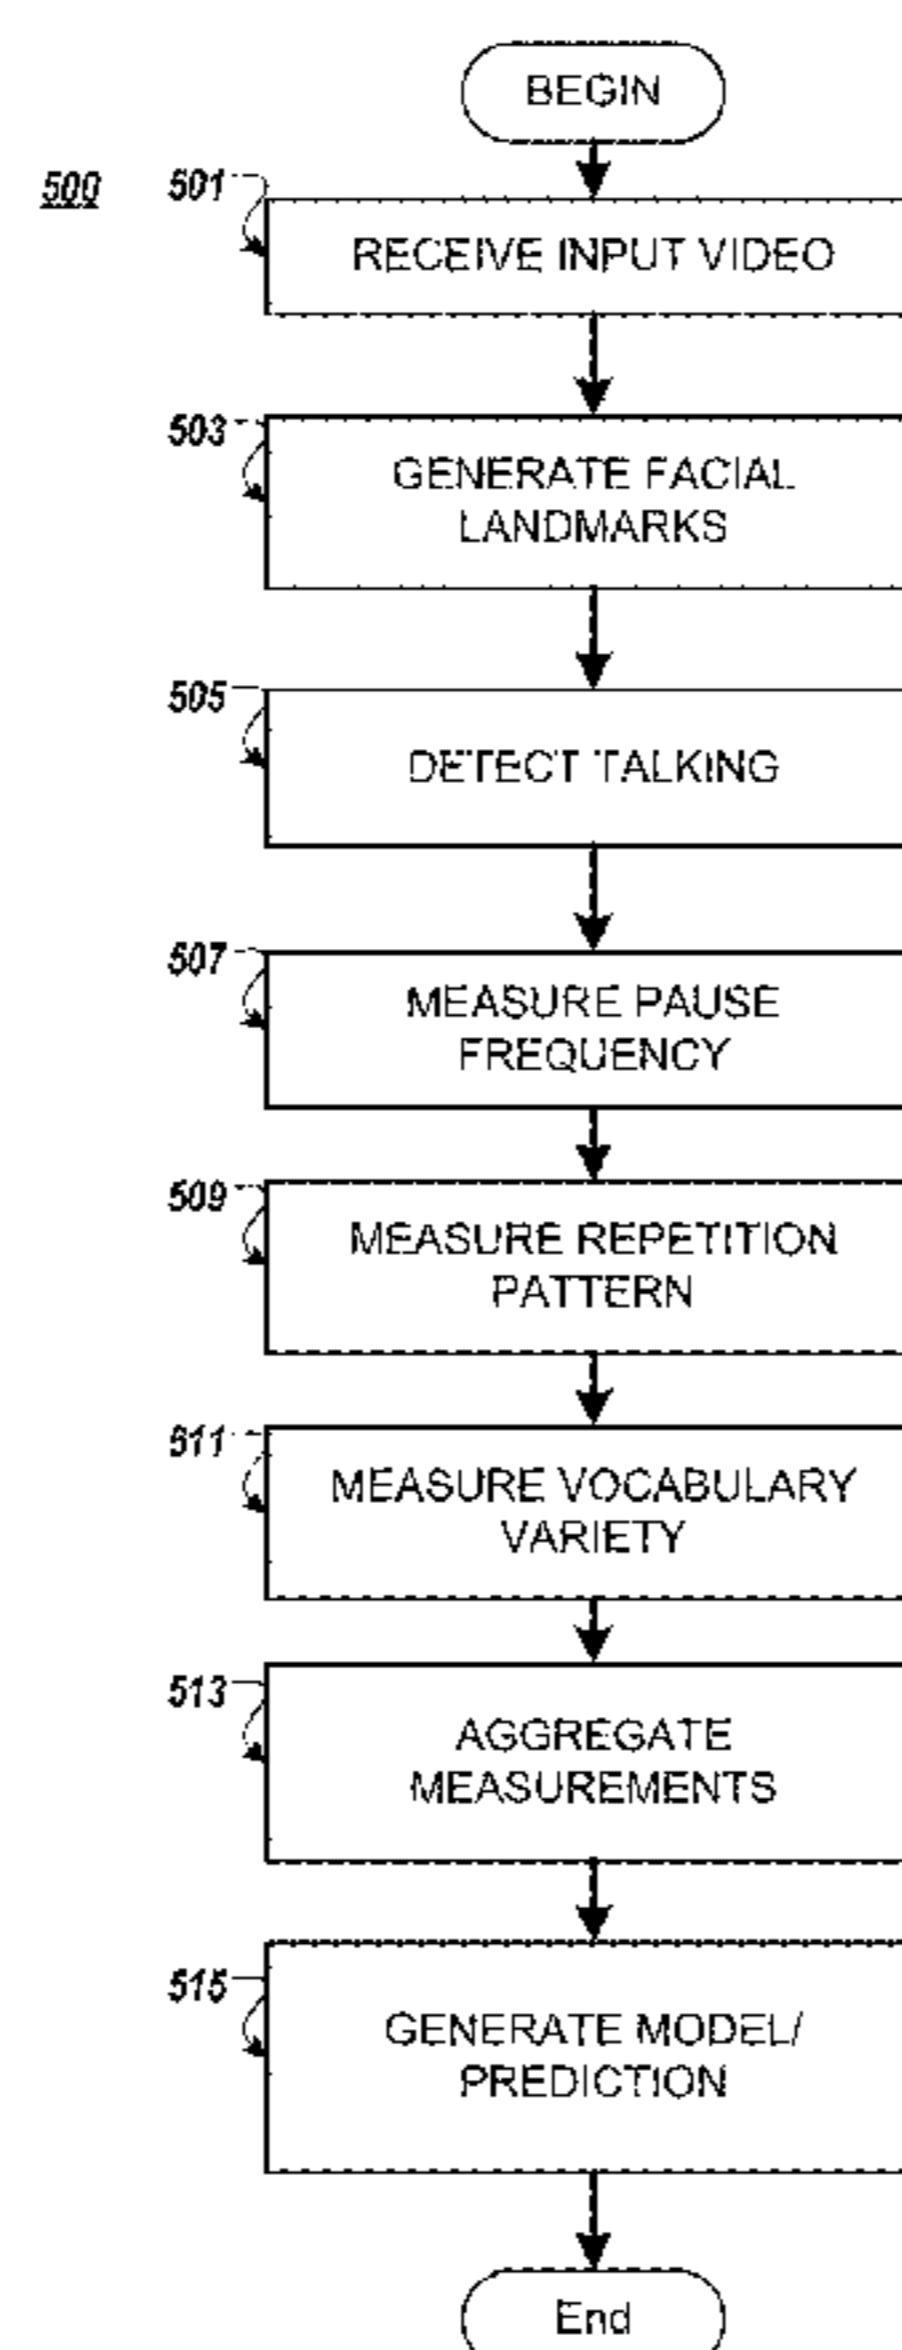 BEGIN
500
501
RECEIVE INPUT VIDEO
503
GENERATE FACIAL
LANDMARKS
505
DETECT TALKING
507
MEASURE PAUSE
FREQUENCY
509
MEASURE REPETITION
PATTERN
511
MEASURE VOCABULARY
VARIETY
513
AGGREGATE
MEASUREMENTS
515
GENERATE MODEL/
PREDICTION
End